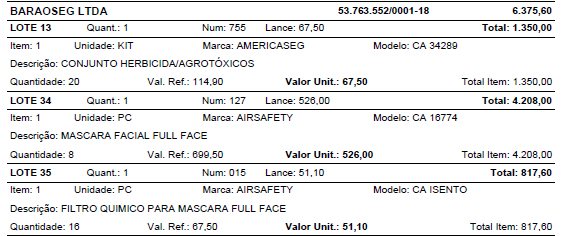 BARAOSEG LTDA 53.763.552/0001-18 6.375,60
LOTE 13 Quant.: 1 Num: 755 Lance: 67,50 Total: 1.350,00
Item: 1 Unidade: KIT Marca: AMERICASEG Modelo: CA 34289
Descrição: CONJUNTO HERBICIDA/AGROTÓXICOS
Quantidade: 20 Val. Ref.: 114,90 Valor Unit.: 67,50 Total Item: 1.350,00
LOTE 34 Quant.: 1 Num: 127 Lance: 526,00 Total: 4.208,00
Item: 1 Unidade: PC Marca: AIRSAFETY Modelo: CA 16774
Descrição: MASCARA FACIAL FULL FACE
Quantidade: 8 Val. Ref.: 699,50 Valor Unit.: 526,00 Total Item: 4.208,00
LOTE 35 Quant.: 1 Num: 015 Lance: 51,10 Total: 817,60
Item: 1 Unidade: PC Marca: AIRSAFETY Modelo: CA ISENTO
Descrição: FILTRO QUIMICO PARA MASCARA FULL FACE
Quantidade: 16 Val. Ref.: 67,50 Valor Unit.: 51,10 Total Item: 817,60